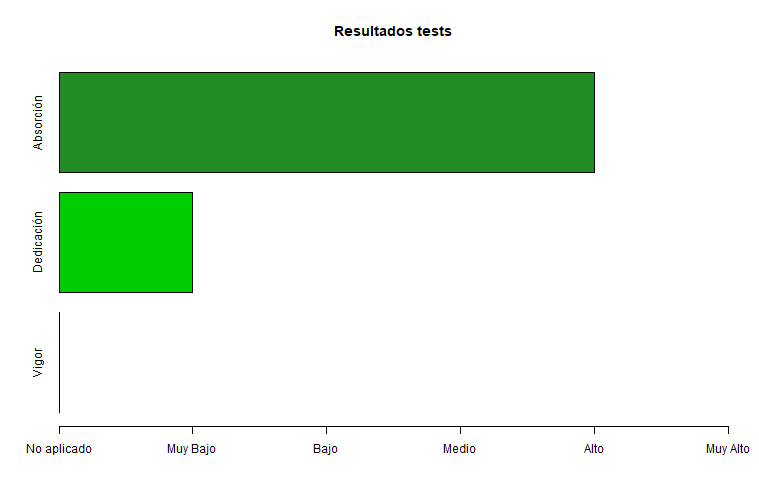 Resultados tests
Absorción
Dedicación
Vigor
No aplicado
Muy Bajo
Bajo
Medio
Alto
Muy Alto